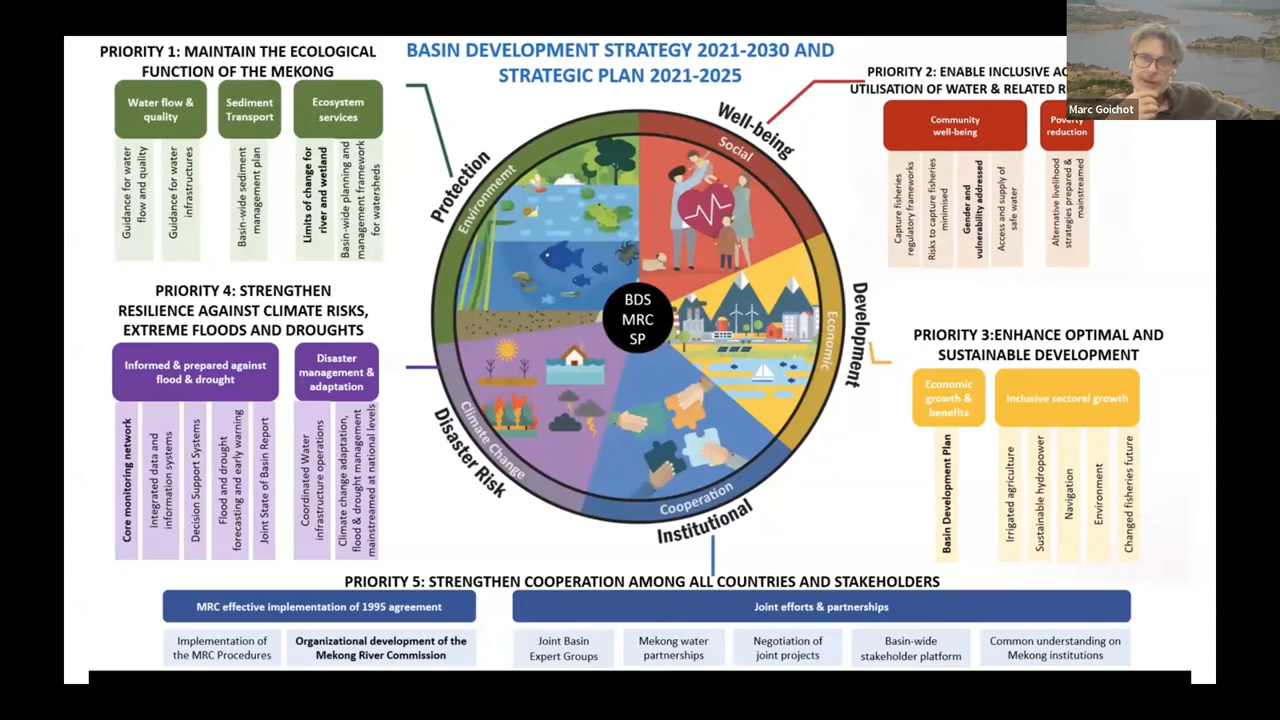 BASIN DEVELOPMENT STRATEGY 2021-2030 AND
STRATEGIC PLAN 2021-2025
PRIORITY 1: MAINTAIN THE ECOLOGICAL
FUNCTION OF THE MEKONG
Water flow &
quality
Sediment
Transport
Ecosystem
services
Guidance for water
flow and quality
Guidance for water
infrastructures
Basin-wide sediment
management plan
Limits of change for
river and wetland
Basin-wide planning and
management framework
for watersheds
PRIORITY 2: ENABLE INCLUSIVE
UTILISATION OF WATER & RELATED
Marc Goichot
Community
well-being
Poverty
reduction
Capture fisheries
regulatory frameworks
Risks to capture fisheries
minimised
Gender and
vulnerability addressed
Access and supply of
safe water
Alternative livelihood
strategies prepared &
mainstreamed
Protection
Environmemt
Well-being
Social
Development
Economic
Disaster Risk
Climate Change
Cooperation
Institutional
BDS
MRC
SP
PRIORITY 4: STRENGTHEN
RESILIENCE AGAINST CLIMATE RISKS,
EXTREME FLOODS AND DROUGHTS
Informed & prepared against
flood & drought
Disaster
management &
adaptation
Core monitoring network
Integrated data and
information systems
Decision Support Systems
Flood and drought
forecasting and early warning
Joint State of Basin Report
Coordinated Water
infrastructure operations
Climate change adaptation,
flood & drought management
mainstreamed at national levels
PRIORITY 3:ENHANCE OPTIMAL AND
SUSTAINABLE DEVELOPMENT
Economic
growth &
benefits
Inclusive sectoral growth
Basin Development Plan
Irrigated agriculture
Sustainable hydropower
Navigation
Environment
Changed fisheries future
PRIORITY 5: STRENGTHEN COOPERATION AMONG ALL COUNTRIES AND STAKEHOLDERS
MRC effective implementation of 1995 agreement
Joint efforts & partnerships
Implementation of
the MRC Procedures
Organizational development of the
Mekong River Commission
Joint Basin
Expert Groups
Mekong water
partnerships
Negotiation of
joint projects
Basin-wide
stakeholder platform
Common understanding on
Mekong institutions